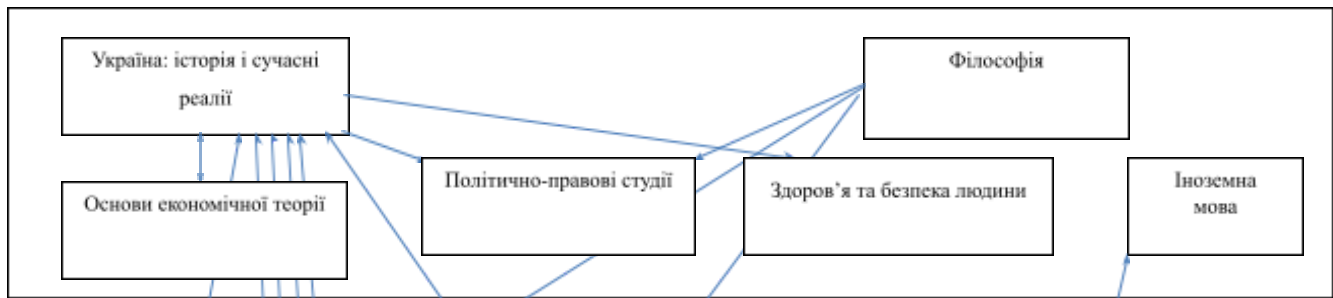 Україна: історія і сучасні
реалії
Філософія
Політично-правові студії
Здоров’я та безпека людини
Іноземна
мова
Основи економічної теорії